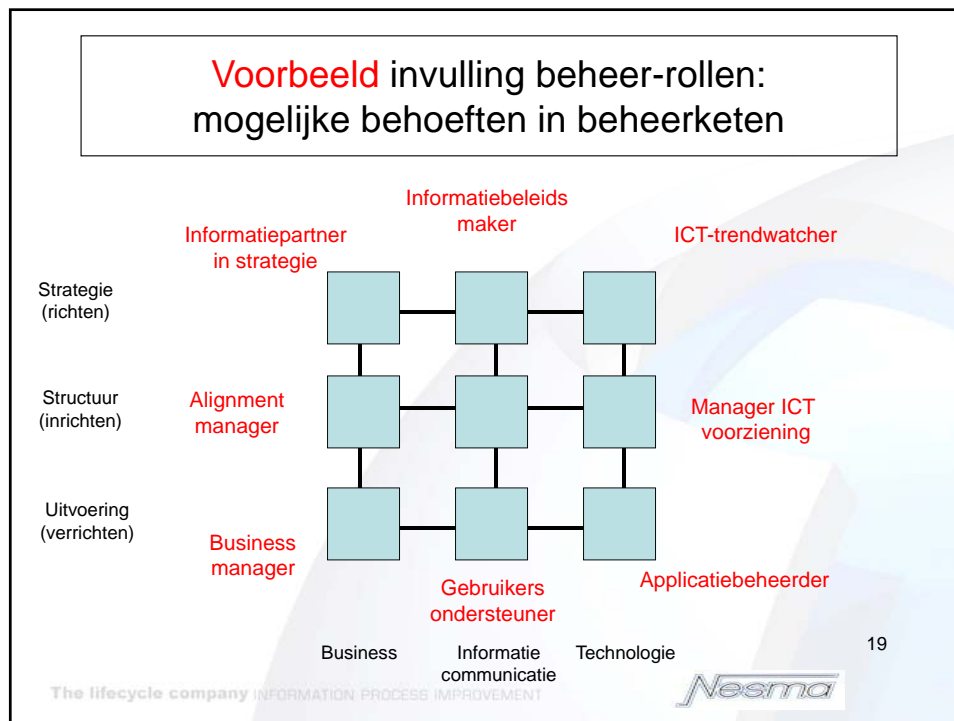 Voorbeeld invulling beheer-rollen:
mogelijke behoeften in beheerketen
Informatiebeleids
maker
Informatiepartner
in strategie
ICT-trendwatcher
Strategie
(richten)
Structuur
(inrichten)
Alignment
manager
Manager ICT
voorziening
Uitvoering
(verrichten)
Business
manager
Gebruikers
ondersteuner
Applicatiebeheerder
Business
Informatie
communicatie
Technologie
19
The lifecycle company INFORMATION PROCESS IMPROVEMENT
Nesma